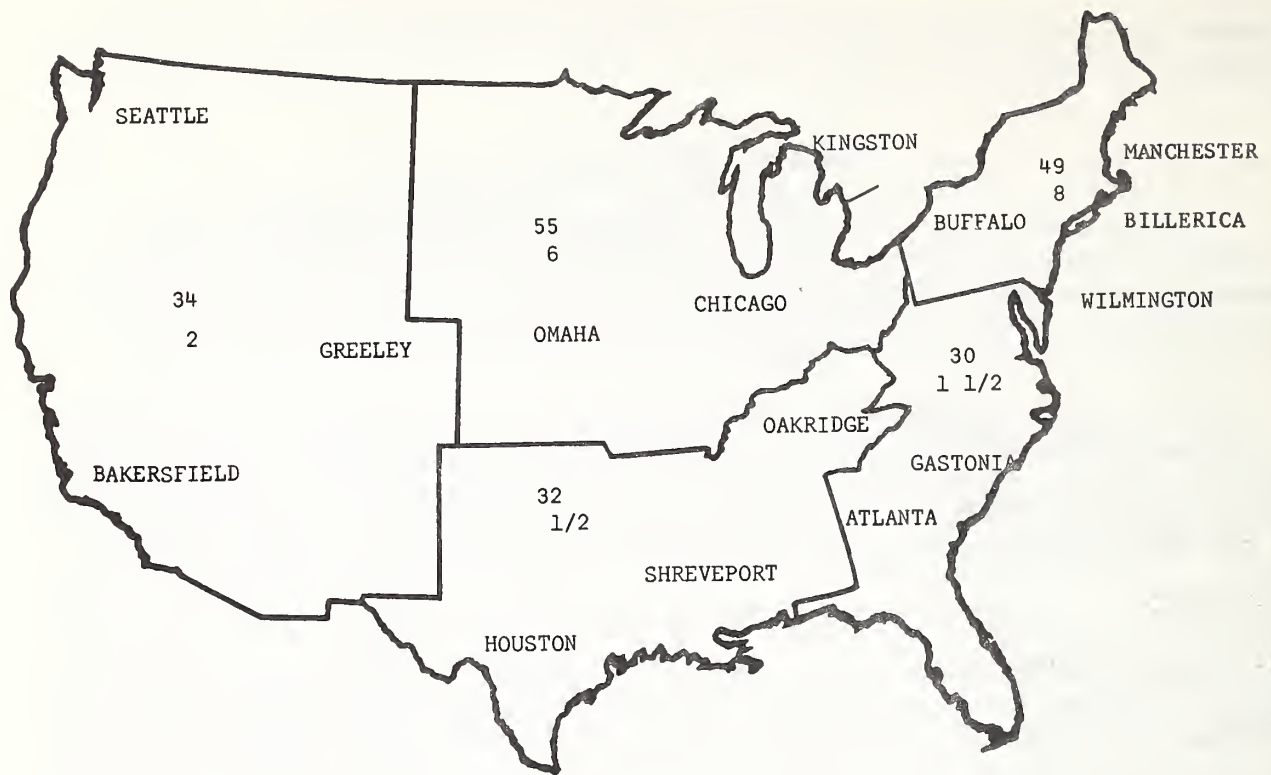 SEATTLE
KINGSTON
MANCHESTER
49
8
BUFFALO
BILLERICA
55
6
34
2
CHICAGO
WILMINGTON
GREELEY
OMAHA
30
1 1/2
OAKRIDGE
BAKERSFIELD
GASTONIA
32
1/2
ATLANTA
SHREVEPORT
HOUSTON